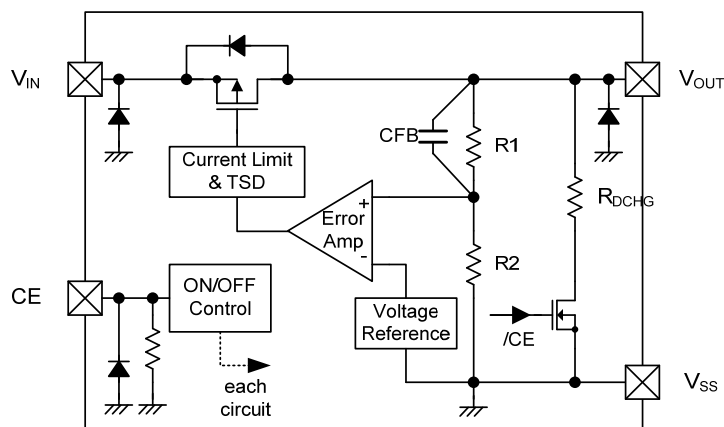 VIN
VOUT
CFB
R1
Current Limit
& TSD
RDCHG
+
Error
Amp
-
R2
CE
ON/OFF
Control
Voltage
Reference
/CE
each
circuit
VSS